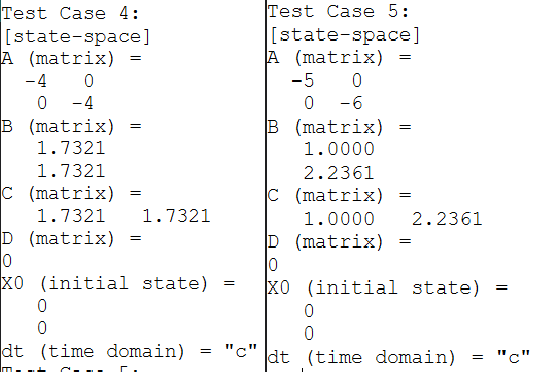 Test Case 4:
[state-space]
A (matrix) =
-4 0
0 -4
B (matrix) =
1.7321
1.7321
C (matrix) =
1.7321 1.7321
D (matrix) =
0
X0 (initial state) =
0
0
dt (time domain) = "c"
Test Case 5:
Test Case 5:
[state-space]
A (matrix) =
-5 0
0 -6
B (matrix) =
1.0000
2.2361
C (matrix) =
1.0000 2.2361
D (matrix) =
0
X0 (initial state) =
0
0
dt (time domain) = "c"